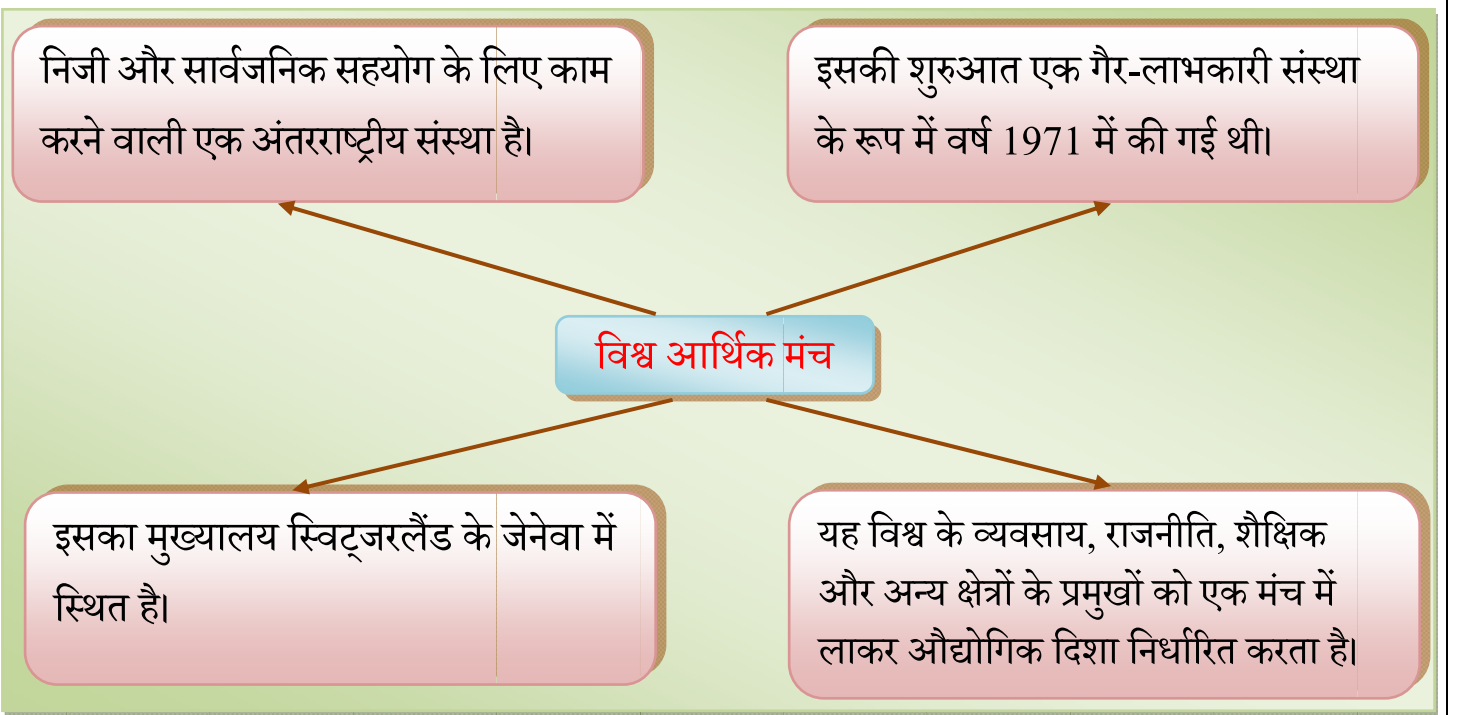 निजी और सार्वजनिक सहयोग के लिए काम
करने वाली एक अंतरराष्ट्रीय संस्था है।
इसकी शुरुआत एक गैर-लाभकारी संस्था
के रूप में वर्ष 1971 में की गई थी।
विश्व आर्थिक मंच
इसका मुख्यालय स्विट्जरलैंड के जेनेवा में
स्थित है।
यह विश्व के व्यवसाय, राजनीति, शैक्षिक
और अन्य क्षेत्रों के प्रमुखों को एक मंच में
लाकर औद्योगिक दिशा निर्धारित करता है।